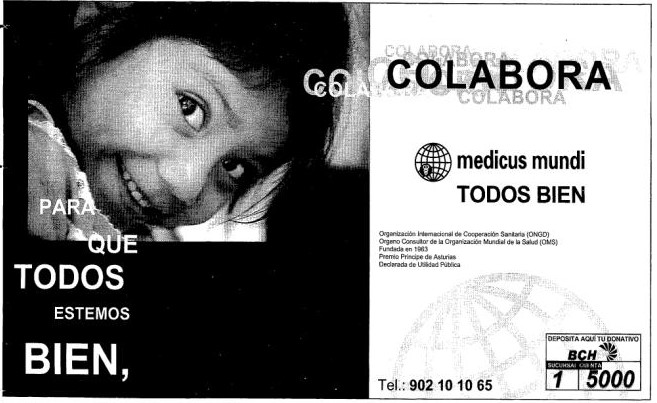 PARA
QUE
TODOS
ESTEMOS
BIEN,
COLABORA
COLABORA
COLABORA
COLABORA
medicus mundi
TODOS BIEN
Organización Internacional de Cooperación Sanitaria (ONGD)
Organo Consultor de la Organización Mundial de la Salud (OMS)
Fundada en 1963
Premio Príncipe de Asturias
Declarada de Utilidad Pública
Tel.: 902 10 10 65
DEPOSITA AQUÍ TU DONATIVO
BCH
SUCURSAL CUENTA
1 5000